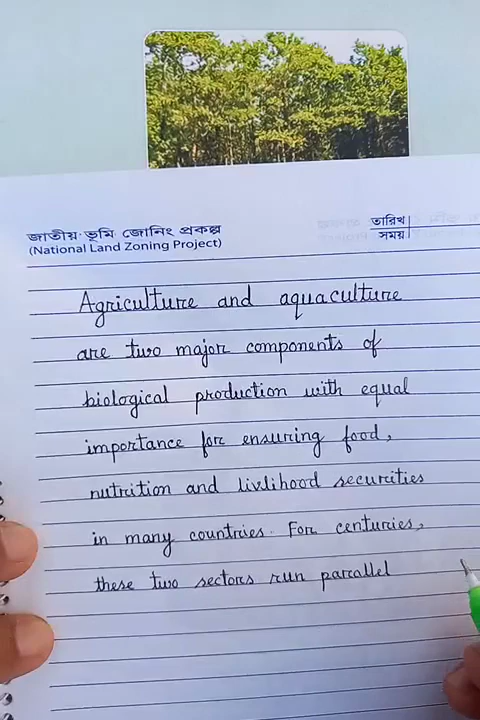 জাতীয় ভূমি জোনিং প্রকল্প
(National Land Zoning Project)
তারিখ
সময়
Agriculture and aquaculture
are two major components of
biological production with equal
importance for ensuring food,
nutrition and livlihood securities
in many countries. For centuries,
these two sectors run parallel